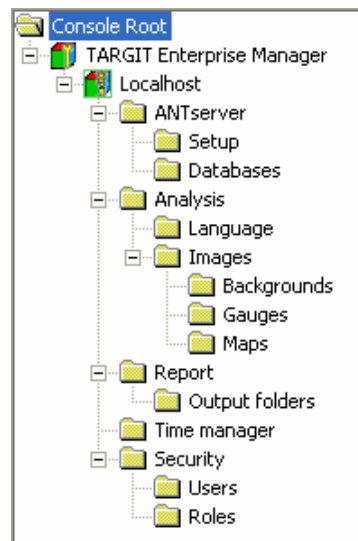 Console Root
TARGIT Enterprise Manager
Localhost
ANTserver
Setup
Databases
Analysis
Language
Images
Backgrounds
Gauges
Maps
Report
Output folders
Time manager
Security
Users
Roles